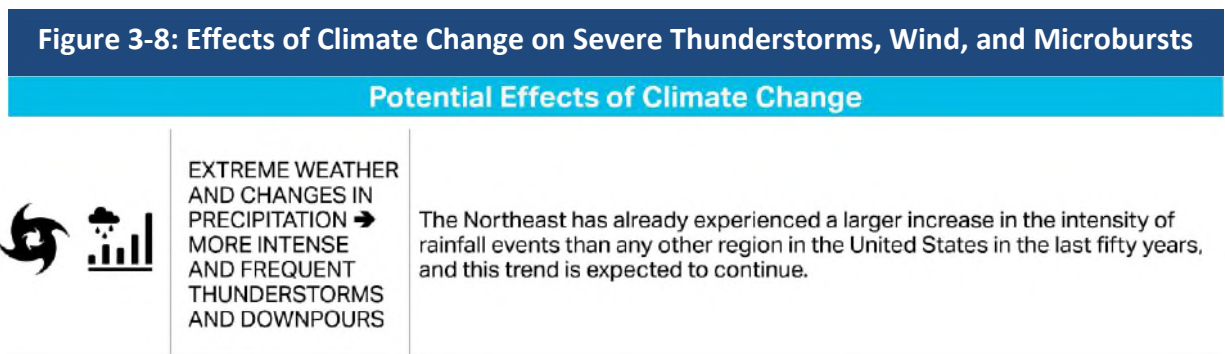 Figure 3-8: Effects of Climate Change on Severe Thunderstorms, Wind, and Microbursts
Potential Effects of Climate Change
EXTREME WEATHER
AND CHANGES IN
PRECIPITATION ➔
MORE INTENSE
AND FREQUENT
THUNDERSTORMS
AND DOWNPOURS
The Northeast has already experienced a larger increase in the intensity of
rainfall events than any other region in the United States in the last fifty years,
and this trend is expected to continue.